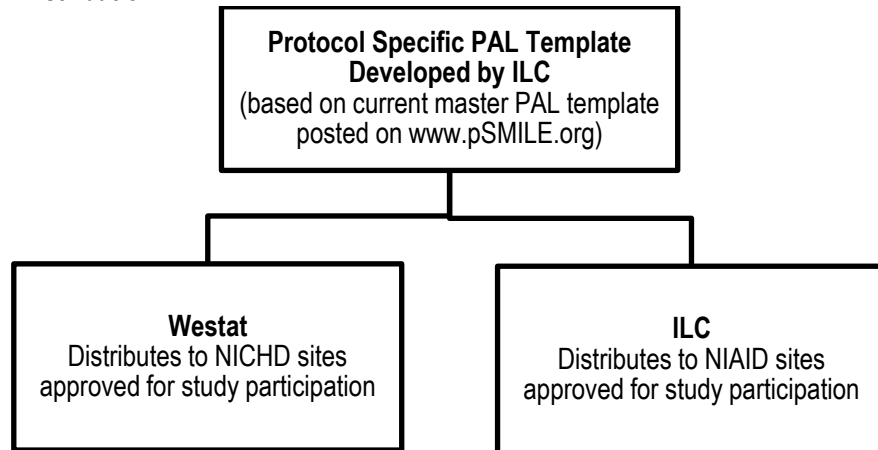 Protocol Specific PAL Template
Developed by ILC
(based on current master PAL template
posted on www.pSMILE.org)
Westat
Distributes to NICHD sites
approved for study participation
ILC
Distributes to NIAID sites
approved for study participation